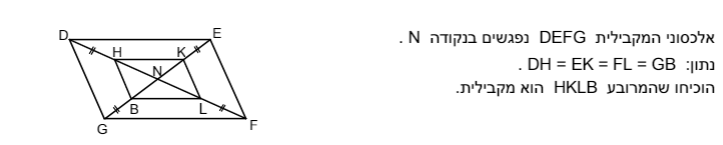 אלכסוני המקבילית DEFG נפגשים בנקודה N .
נתון: DH = EK = FL = GB .
הוכיחו שהמרובע HKLB הוא מקבילית.
D
E
H
K
N
B
L
G
F